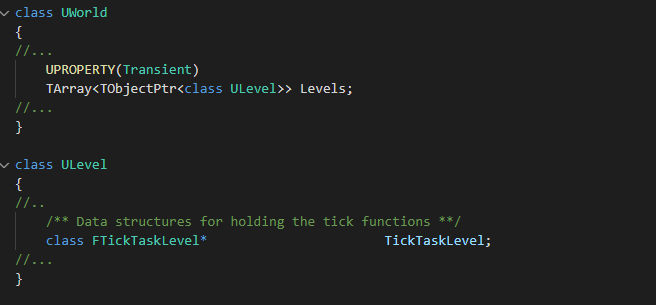 class UWorld
{
//...
    UPROPERTY(Transient)
    TArray<TObjectPtr<class ULevel>> Levels;
//...
}
class ULevel
{
//..
    /** Data structures for holding the tick functions **/
    class FTickTaskLevel*                       TickTaskLevel;
//...
}